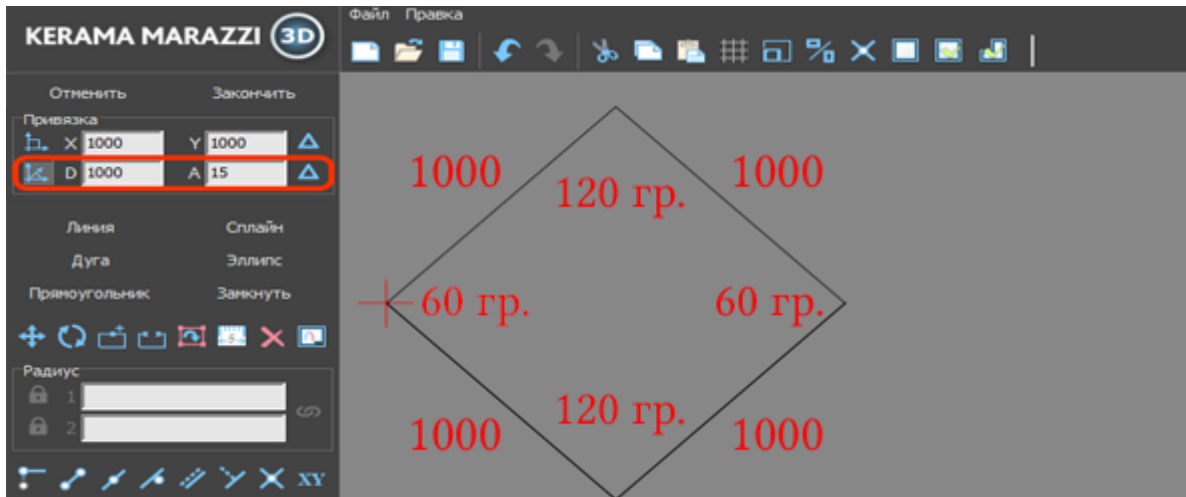 KERAMA MARAZZI 3D
Файл Правка
Отменить Закончить
Привязка
X 1000 Y 1000
D 1000 A 15
Линия Сплайн
Дуга Эллипс
Прямоугольник Замкнуть
Радиус
1
2
XY
1000 1000
120 гр.
60 гр. 60 гр.
120 гр.
1000 1000